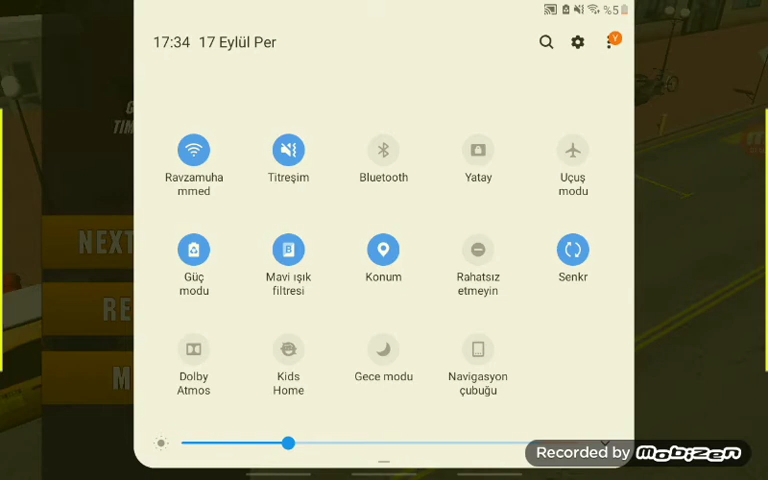 %5
17:34 17 Eylül Per
Y
Ravzamuha
mmed
Titreşim
Bluetooth
Yatay
Uçuş
modu
Güç
modu
Mavi ışık
filtresi
Konum
Rahatsız
etmeyin
Senkr
Dolby
Atmos
Kids
Home
Gece modu
Navigasyon
çubuğu
NEXT
RE
M
Recorded by mobizen